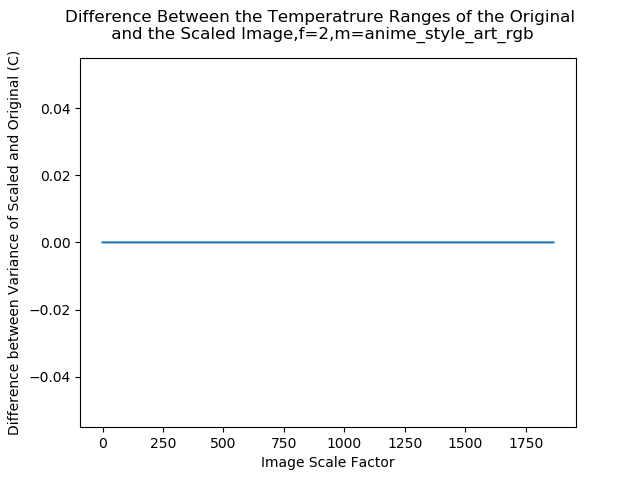 Difference Between the Temperatrure Ranges of the Original
and the Scaled Image,f=2,m=anime_style_art_rgb
Difference between Variance of Scaled and Original (C)
0.04
0.02
0.00
−0.02
−0.04
0 250 500 750 1000 1250 1500 1750
Image Scale Factor